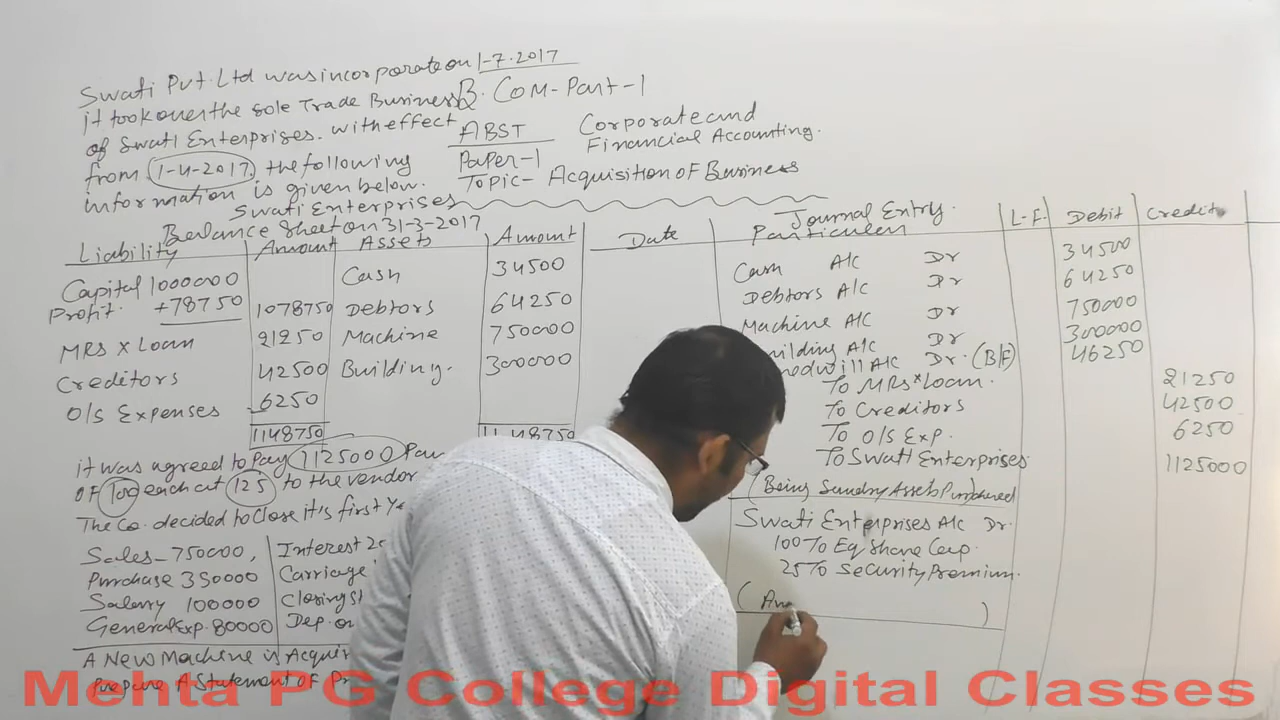 Swati Pvt. Ltd was incorporate on 1-7-2017
it took over the sole Trade Business
of Swati Enterprises. with effect
from 1-4-2017. the following
information is given below.
B. Com-Part-1
ABST
Paper-1
Corporate and
Financial Accounting.
Topic- Acquisition of Business
Swati Enterprises
Balance Sheet on 31-3-2017
Liability Amount Assets Amount
Capital 1000000 Cash 34500
Profit. +78750 1078750 Debtors 64250
MRS X Loan 21250 Machine 750000
Creditors 42500 Building. 300000
O/S Expenses 6250
1148750 1148750
it was agreed to Pay 1125000
of 100 each at 125 to the vendor
The Co. decided to close it is first
Sales - 750000, Interest
Purchase 350000 Carriage
Salary 100000 Closing
General Exp. 80000 Dep. on
A New Machine is
Prepare A Statement of
Journal Entry.
Date Particulars L.F. Debit Credit
Cash A/c Dr 34500
Debtors A/c Dr 64250
Machine A/c Dr 750000
A/c Dr 300000
A/c Dr. (B/F) 46250
To MRS X Loan. 21250
To Creditors 42500
To O/S Exp. 6250
To Swati Enterprises 1125000
(Being Sundry Assets Purchased)
Swati Enterprises A/c Dr.
100 To Eq Share Cap.
25 To Security Premium.
(
)
Mehta PG College Digital Classes